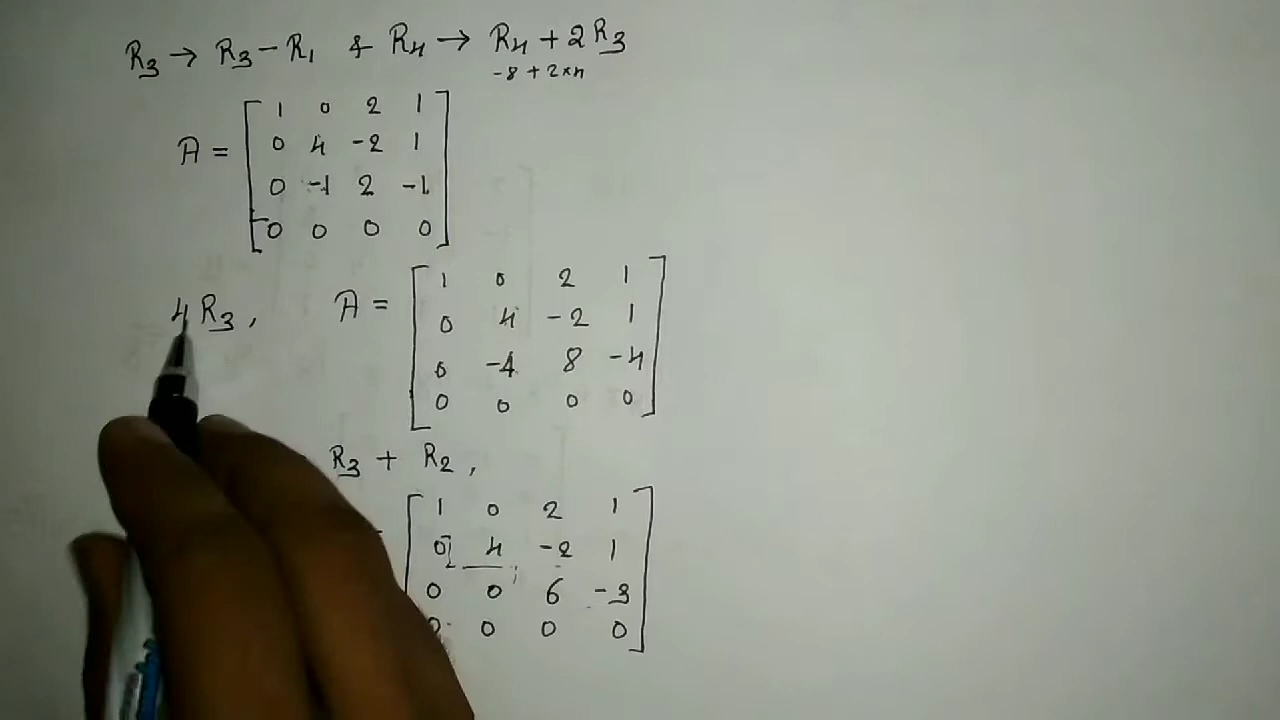 R3 → R3 - R1 & R4 → R4 + 2R3
-8 + 2×4
A = [ 1 0 2 1
0 4 -2 1
0 -1 2 -1
0 0 0 0 ]
4R3, A = [ 1 0 2 1
0 4 -2 1
0 -4 8 -4
0 0 0 0 ]
R3 + R2,
[ 1 0 2 1
0 4 -2 1
0 0 6 -3
0 0 0 0 ]